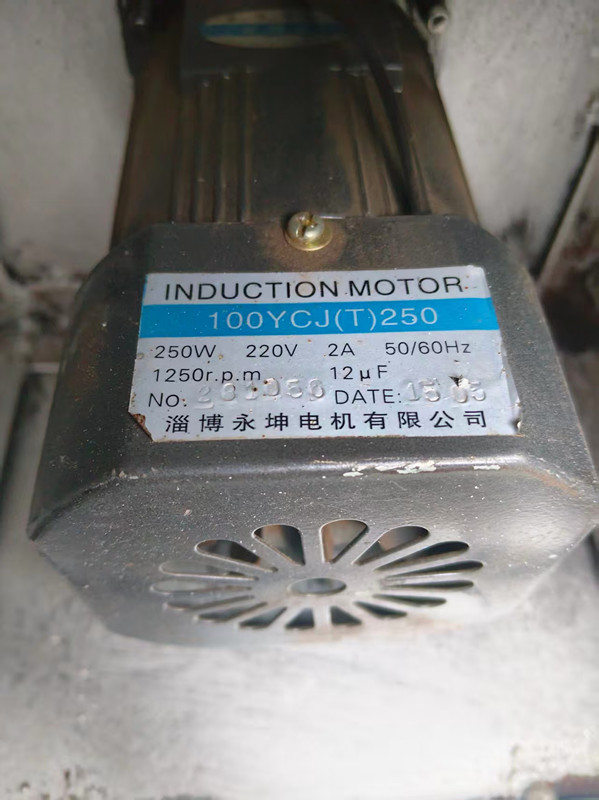 INDUCTION MOTOR
100YCJ(T)250
250W 220V 2A 50/60Hz
1250r.p.m 12μF
No: DATE:
淄博永坤电机有限公司